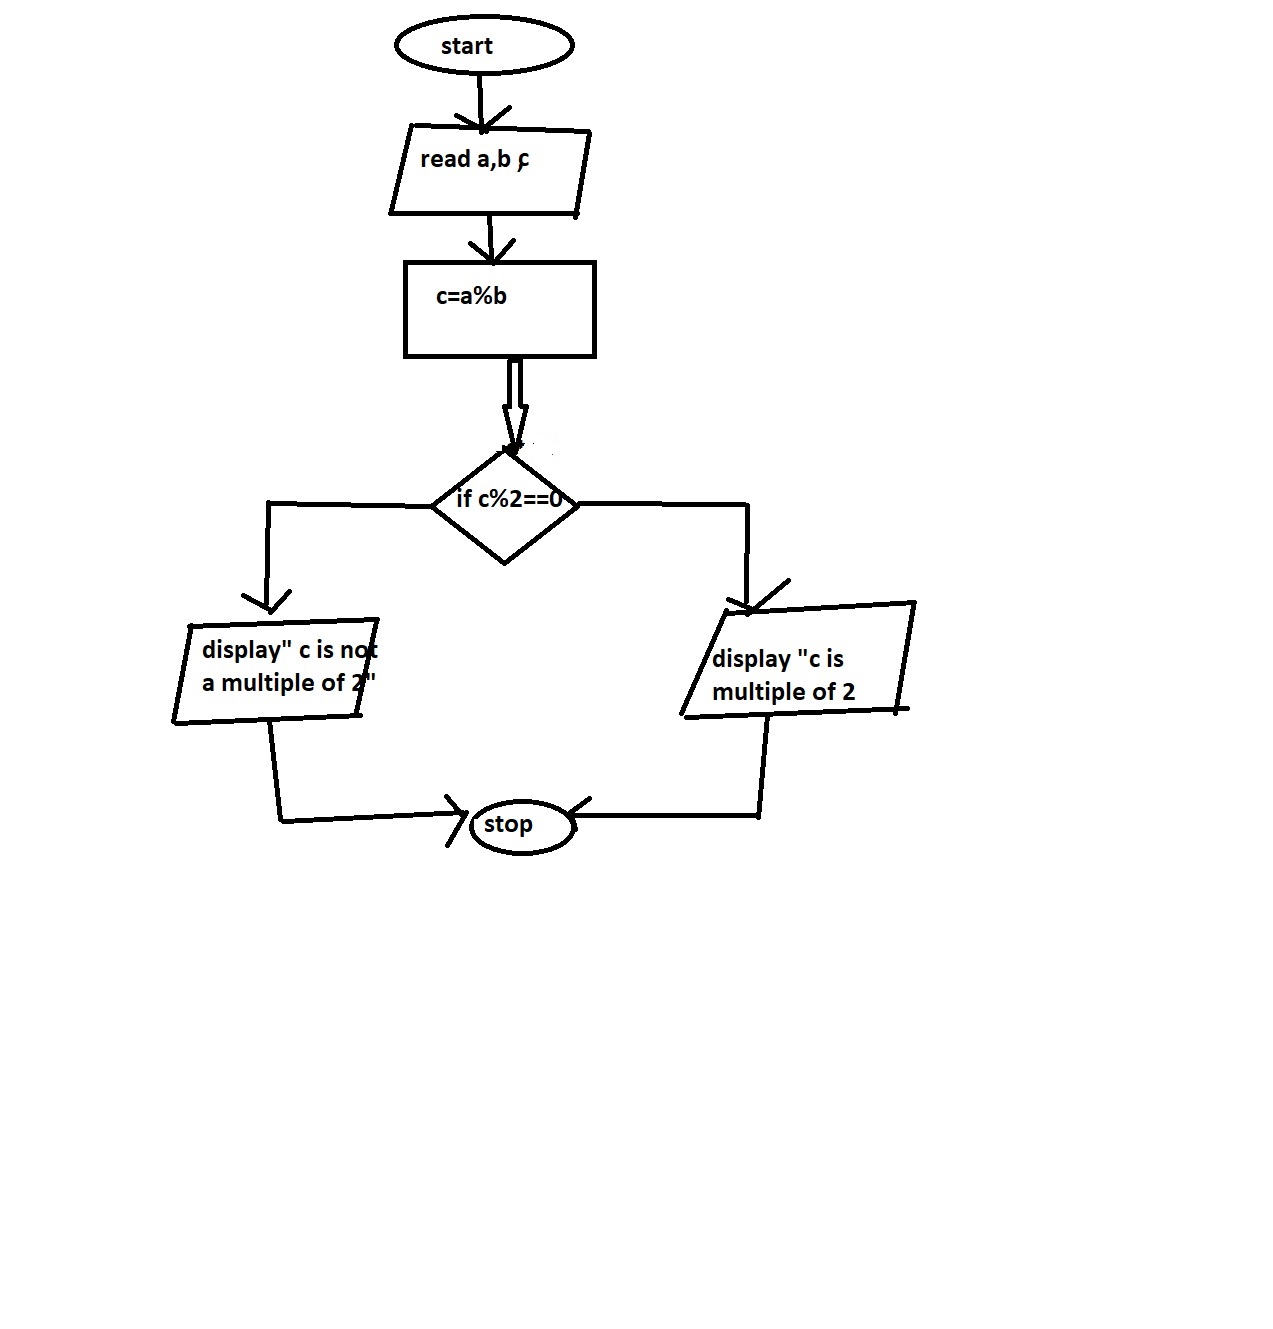 start
read a,b ,c
c=a%b
if c%2==0
display" c is not
a multiple of 2"
display "c is
multiple of 2
stop